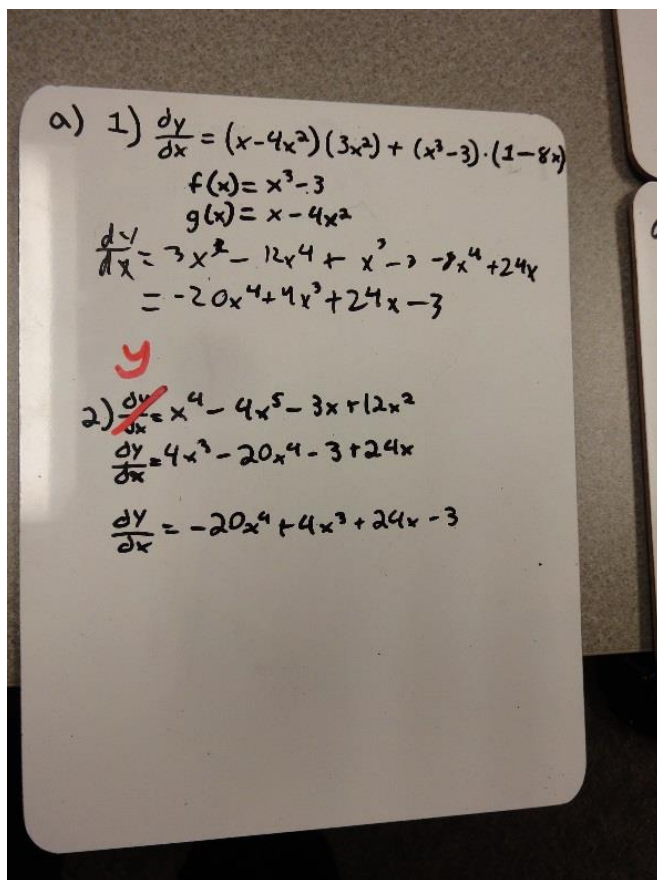 a) 1) dy/dx = (x-4x²)(3x²) + (x³-3)·(1-8x)
f(x) = x³-3
g(x) = x-4x²
dy/dx = 3x³ - 12x⁴ + x³ - 3 - 8x⁴ + 24x
= -20x⁴+4x³+24x-3
y
2) dy/dx = x⁴ - 4x⁵ - 3x + 12x²
dy/dx = 4x³ - 20x⁴ - 3 + 24x
dy/dx = -20x⁴ + 4x³ + 24x - 3